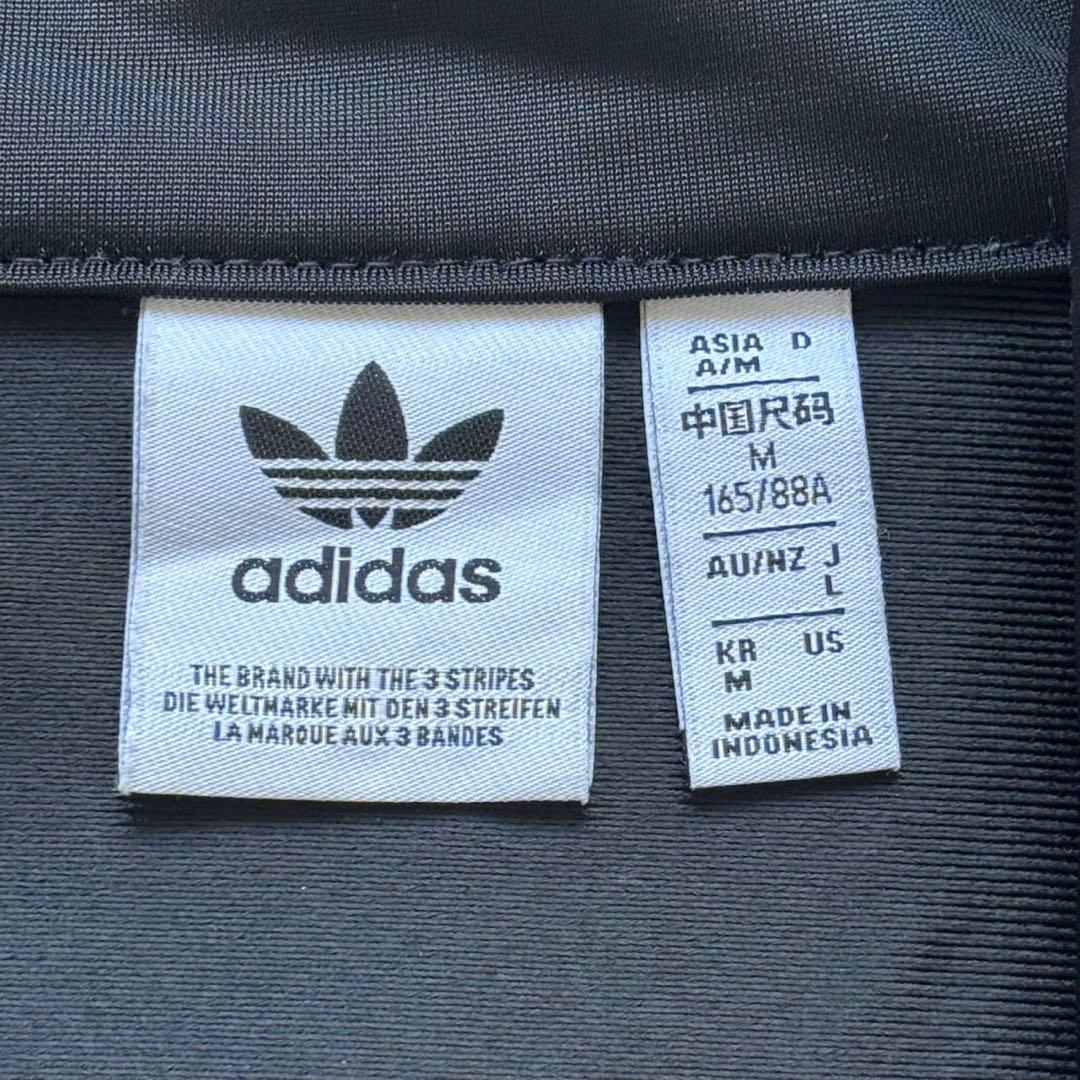 adidas
THE BRAND WITH THE 3 STRIPES
DIE WELTMARKE MIT DEN 3 STREIFEN
LA MARQUE AUX 3 BANDES
ASIA D
A/M
中国尺码
M
165/88A
AU/NZ J
L
KR US
M
MADE IN
INDONESIA